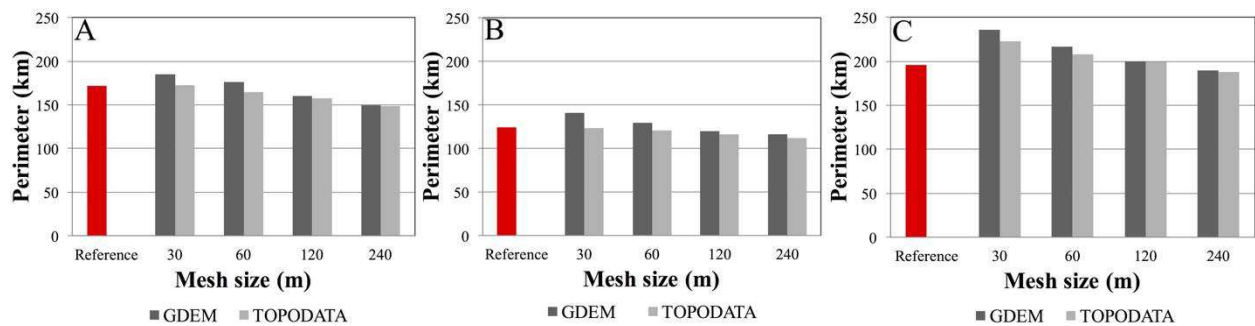 A
Perimeter (km)
250
200
150
100
50
0
Reference 30 60 120 240
Mesh size (m)
GDEM TOPODATA
B
Perimeter (km)
250
200
150
100
50
0
Reference 30 60 120 240
Mesh size (m)
GDEM TOPODATA
C
Perimeter (km)
250
200
150
100
50
0
Reference 30 60 120 240
Mesh size (m)
GDEM TOPODATA